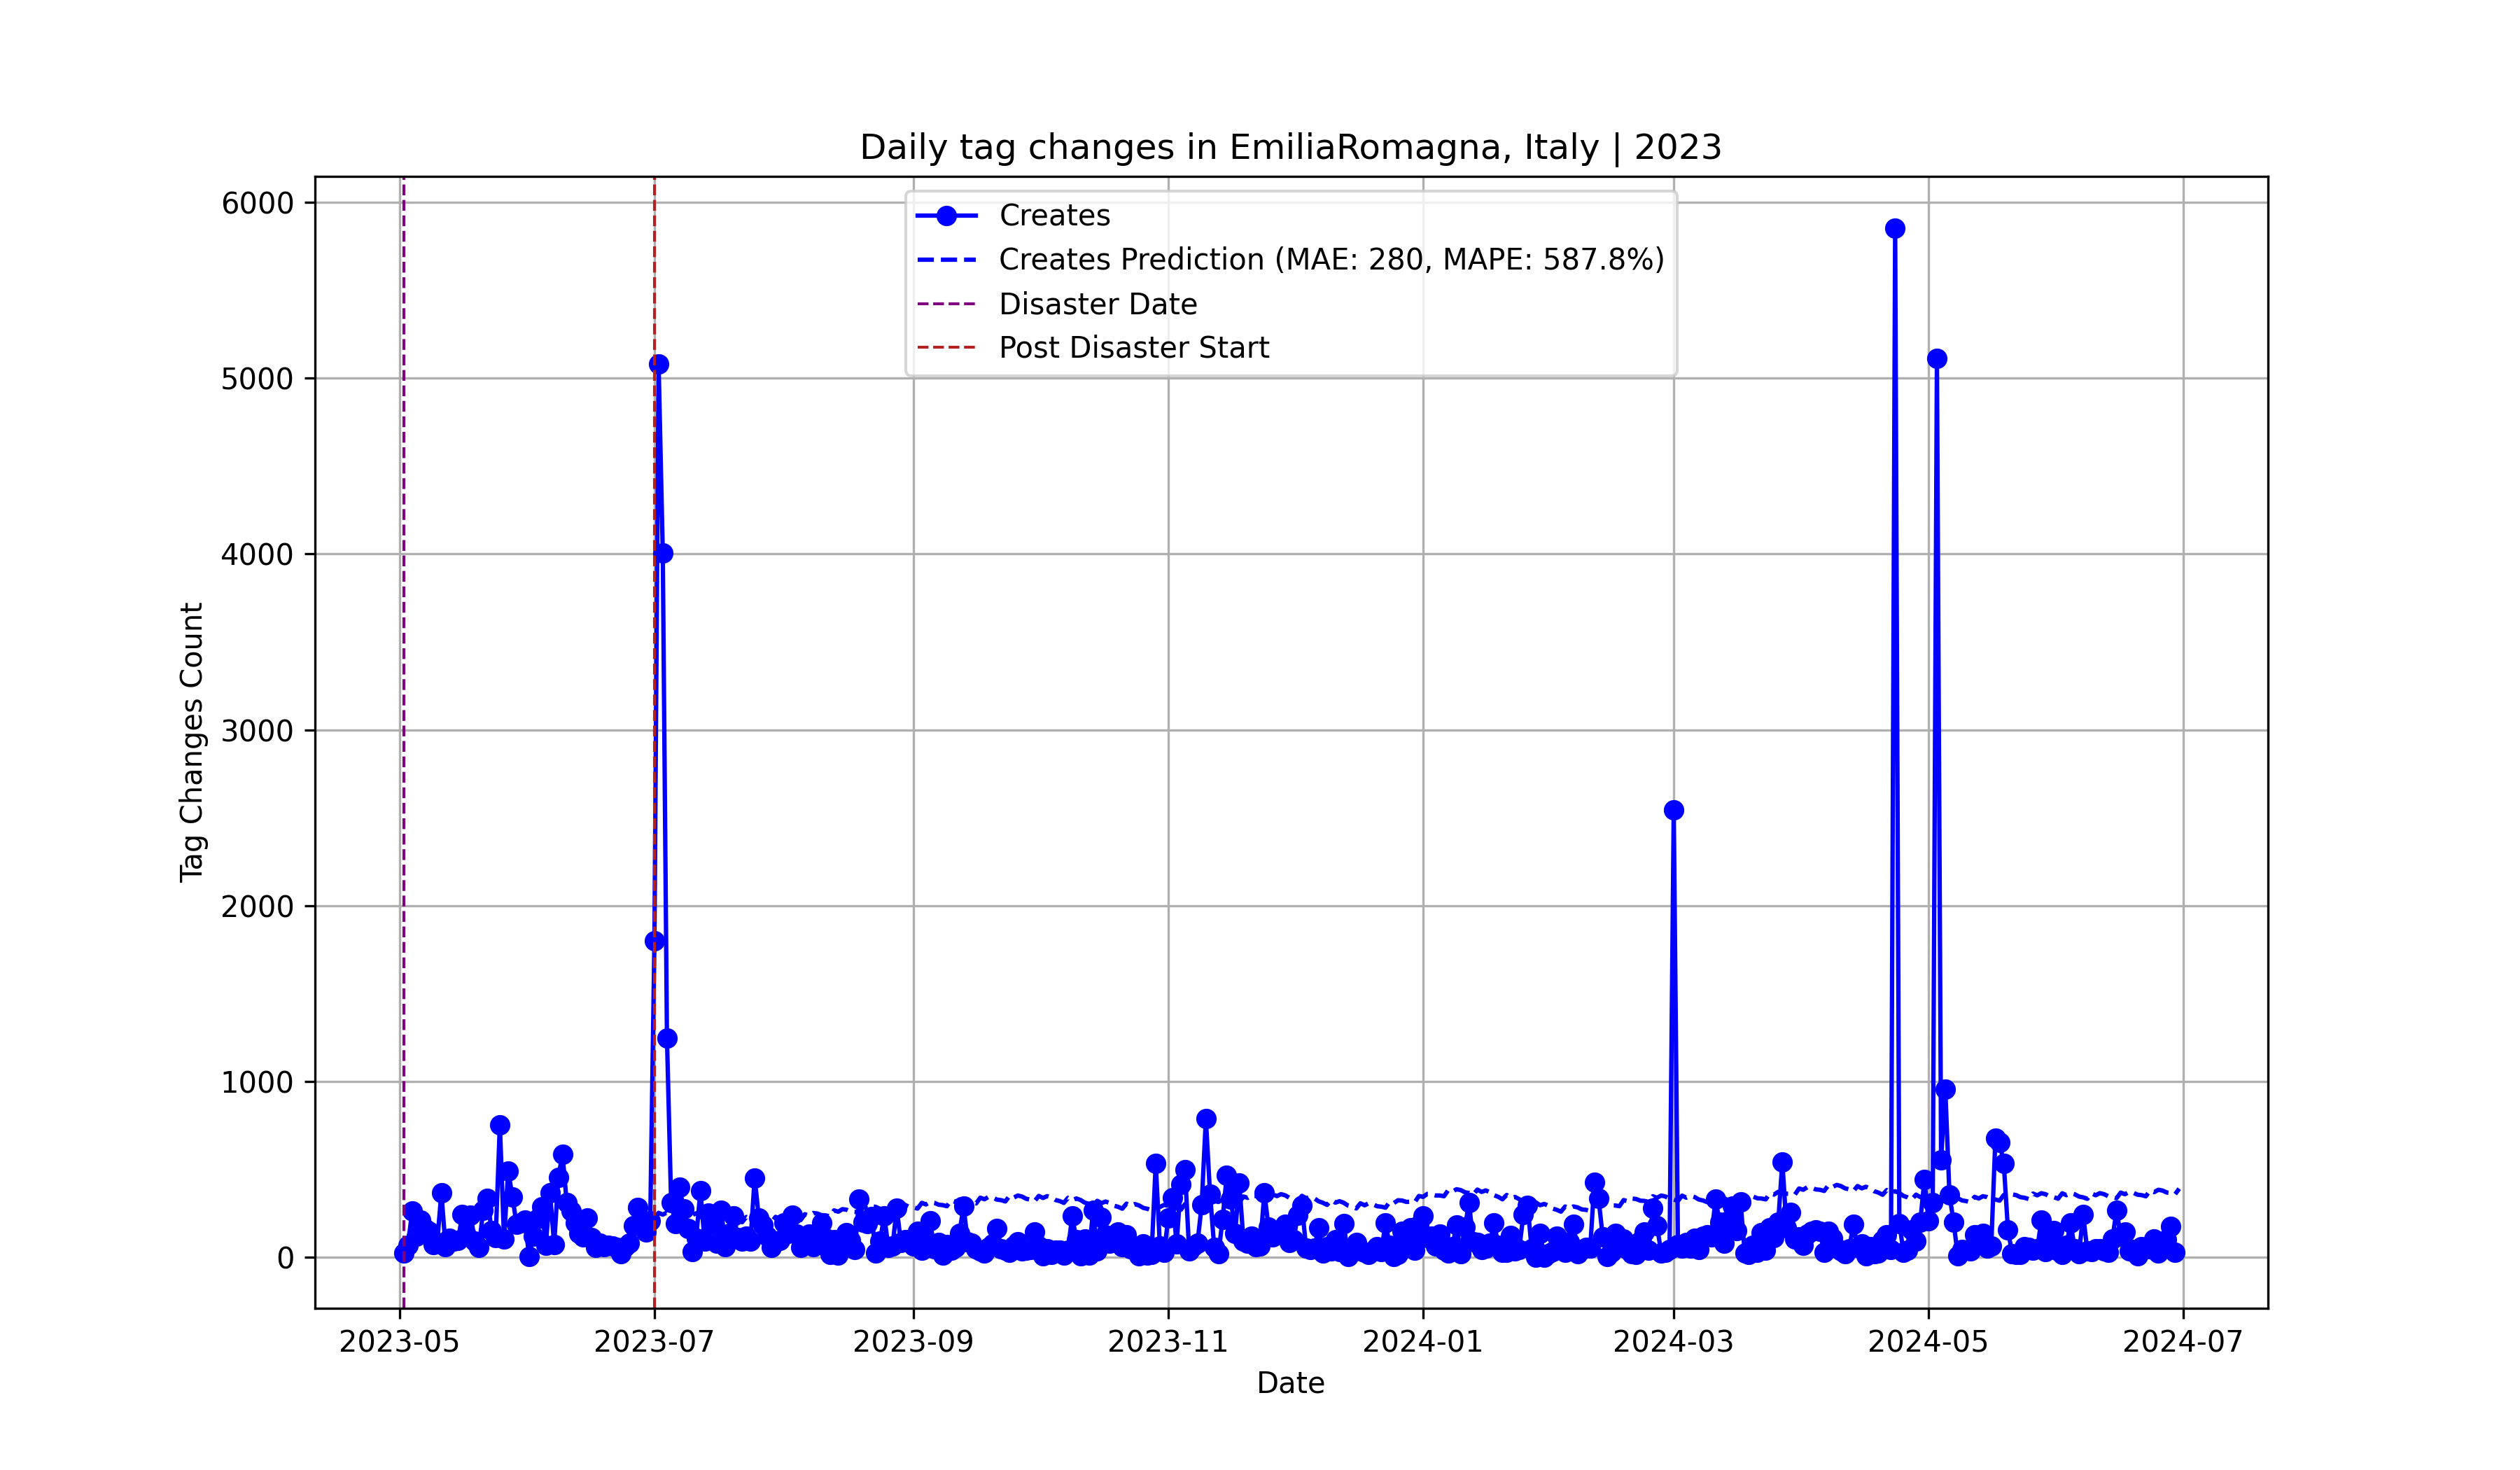 Daily tag changes in EmiliaRomagna, Italy | 2023
Creates
Creates Prediction (MAE: 280, MAPE: 587.8%)
Disaster Date
Post Disaster Start
6000
5000
4000
3000
2000
1000
0
Tag Changes Count
2023-05 2023-07 2023-09 2023-11 2024-01 2024-03 2024-05 2024-07
Date